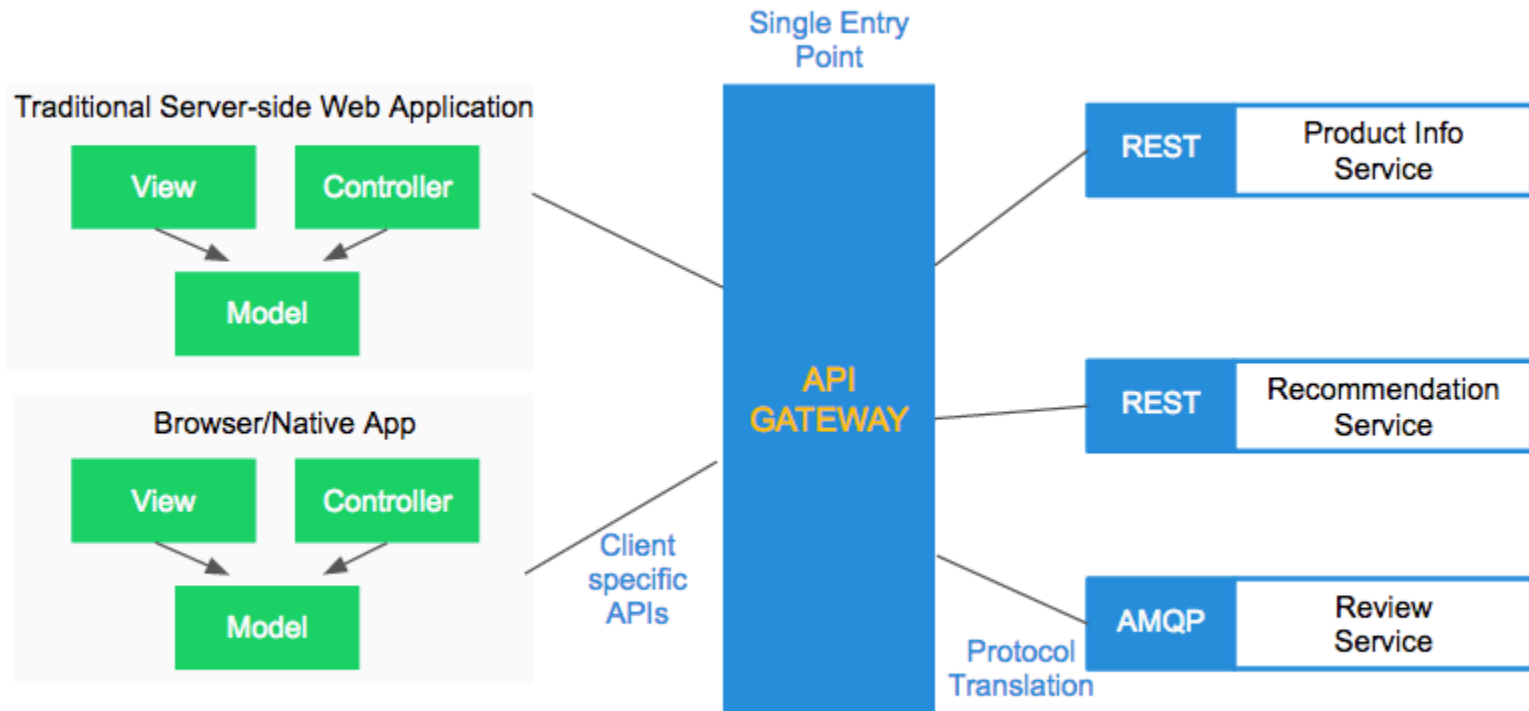 Single Entry
Point
Traditional Server-side Web Application
View
Controller
Model
Browser/Native App
View
Controller
Model
Client
specific
APIs
API
GATEWAY
REST
Product Info
Service
REST
Recommendation
Service
AMQP
Review
Service
Protocol
Translation